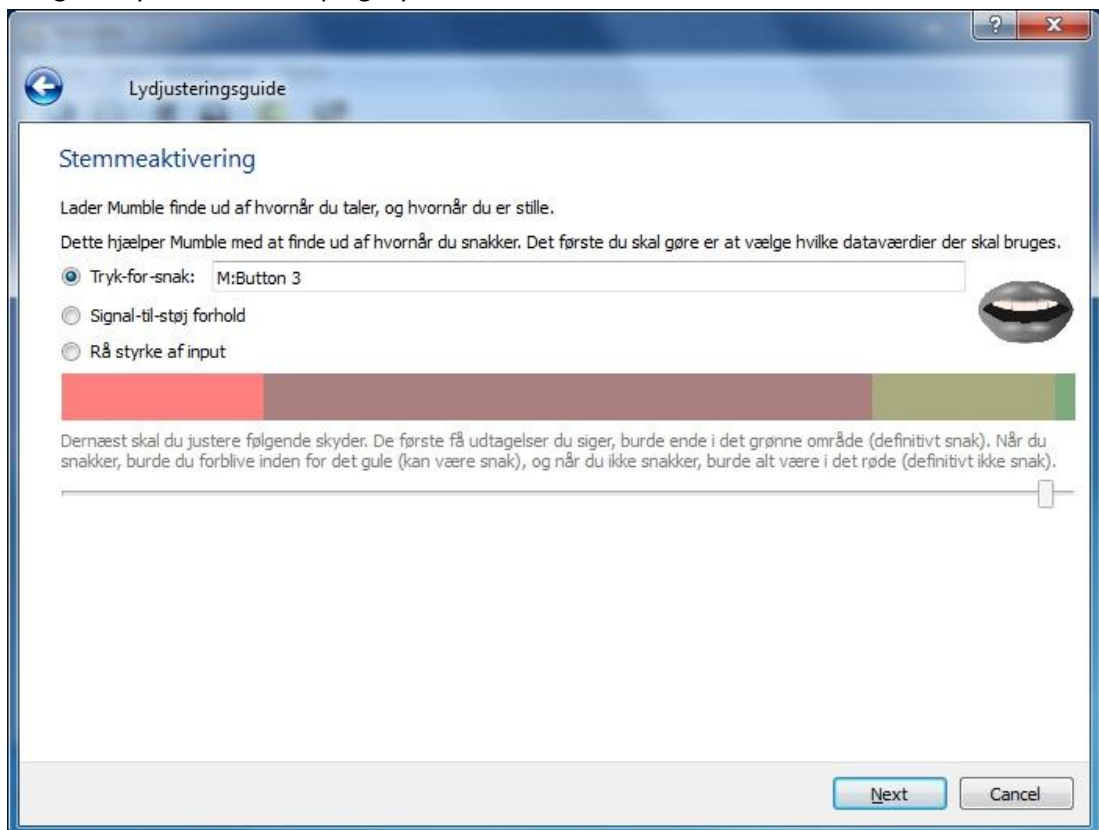 Lydjusteringsguide
Stemmeaktivering
Lader Mumble finde ud af hvornår du taler, og hvornår du er stille.
Dette hjælper Mumble med at finde ud af hvornår du snakker. Det første du skal gøre er at vælge hvilke dataværdier der skal bruges.
Tryk-for-snak: M:Button 3
Signal-til-støj forhold
Rå styrke af input
Dernæst skal du justere følgende skyder. De første få udtagelser du siger, burde ende i det grønne område (definitivt snak). Når du
snakker, burde du forblive inden for det gule (kan være snak), og når du ikke snakker, burde alt være i det røde (definitivt ikke snak).
Next Cancel